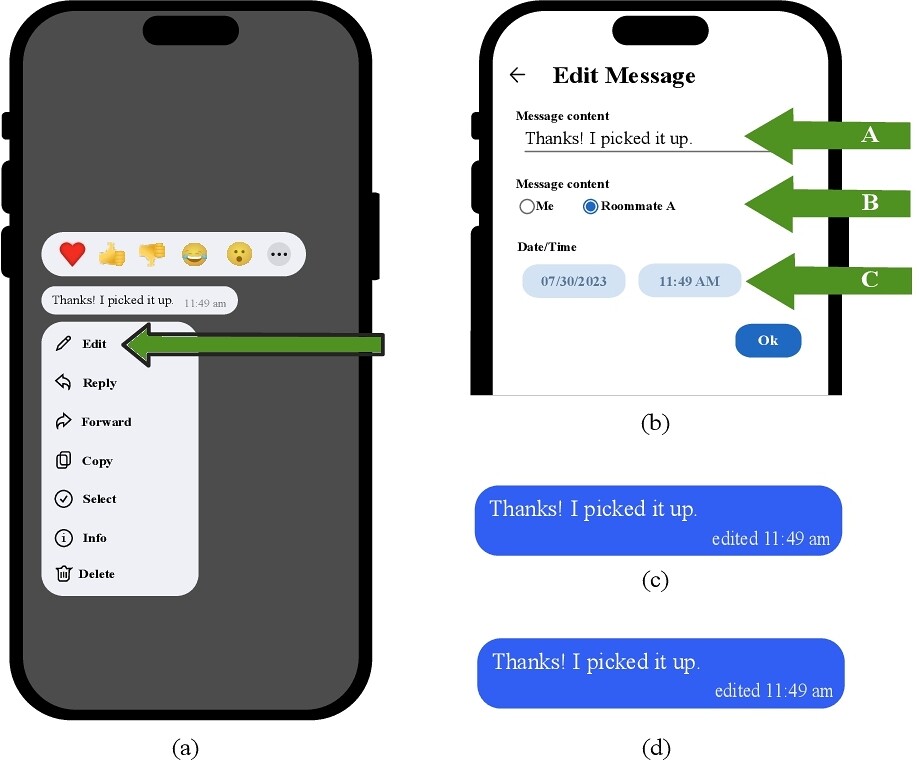 Thanks! I picked it up. 11:49 am
Edit
Reply
Forward
Copy
Select
Info
Delete
(a)
Edit Message
Message content
Thanks! I picked it up.
A
Message content
Me Roommate A
B
Date/Time
07/30/2023 11:49 AM
C
Ok
(b)
Thanks! I picked it up.
edited 11:49 am
(c)
Thanks! I picked it up.
edited 11:49 am
(d)